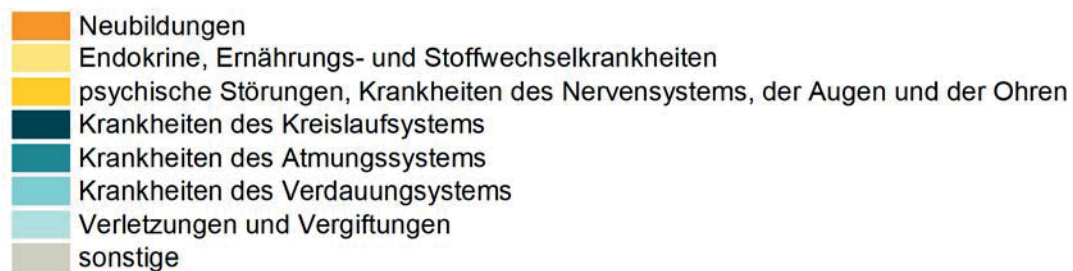 Neubildungen
Endokrine, Ernährungs- und Stoffwechselkrankheiten
psychische Störungen, Krankheiten des Nervensystems, der Augen und der Ohren
Krankheiten des Kreislaufsystems
Krankheiten des Atmungssystems
Krankheiten des Verdauungsystems
Verletzungen und Vergiftungen
sonstige